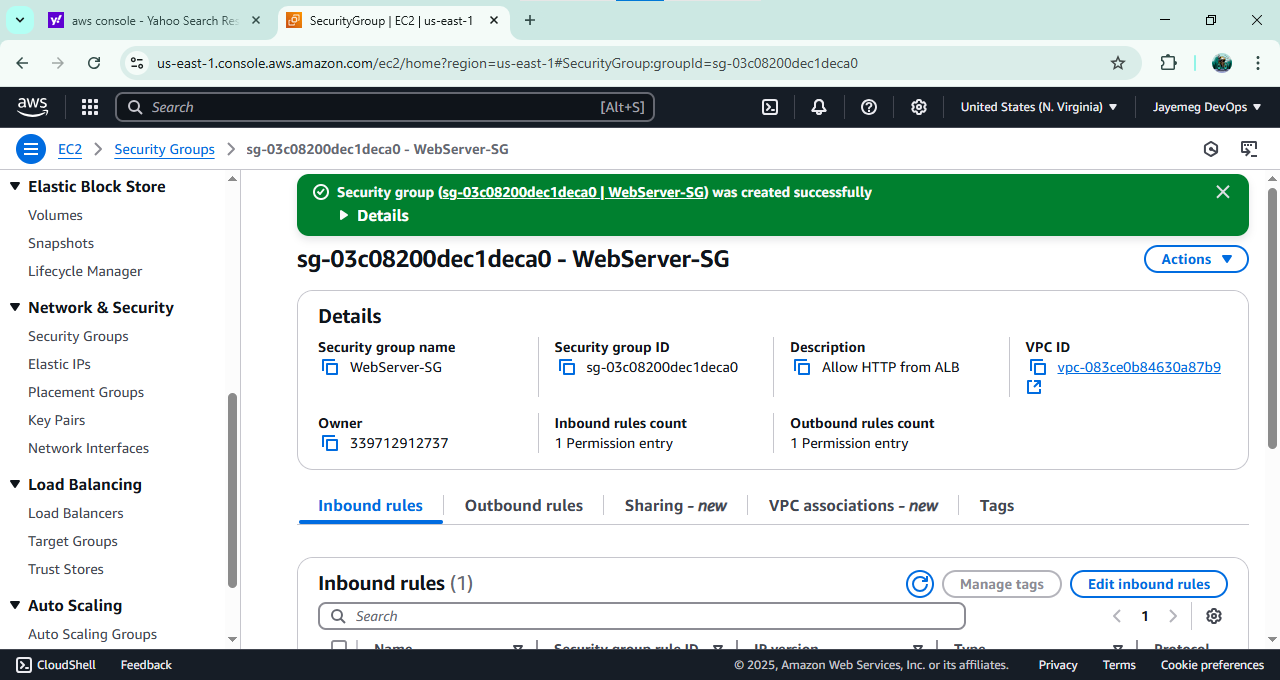 aws console - Yahoo Search Res
SecurityGroup | EC2 | us-east-1
us-east-1.console.aws.amazon.com/ec2/home?region=us-east-1#SecurityGroup:groupId=sg-03c08200dec1deca0
aws
Search
[Alt+S]
United States (N. Virginia)
Jayemeg DevOps
EC2
Security Groups
sg-03c08200dec1deca0 - WebServer-SG
Elastic Block Store
Volumes
Snapshots
Lifecycle Manager
Network & Security
Security Groups
Elastic IPs
Placement Groups
Key Pairs
Network Interfaces
Load Balancing
Load Balancers
Target Groups
Trust Stores
Auto Scaling
Auto Scaling Groups
Security group (sg-03c08200dec1deca0 | WebServer-SG) was created successfully
Details
sg-03c08200dec1deca0 - WebServer-SG
Actions
Details
Security group name
WebServer-SG
Security group ID
sg-03c08200dec1deca0
Description
Allow HTTP from ALB
VPC ID
vpc-083ce0b84630a87b9
Owner
339712912737
Inbound rules count
1 Permission entry
Outbound rules count
1 Permission entry
Inbound rules
Outbound rules
Sharing - new
VPC associations - new
Tags
Inbound rules (1)
Manage tags
Edit inbound rules
Search
1
Name
Security group rule ID
IP version
Type
Protocol
CloudShell
Feedback
© 2025, Amazon Web Services, Inc. or its affiliates.
Privacy
Terms
Cookie preferences